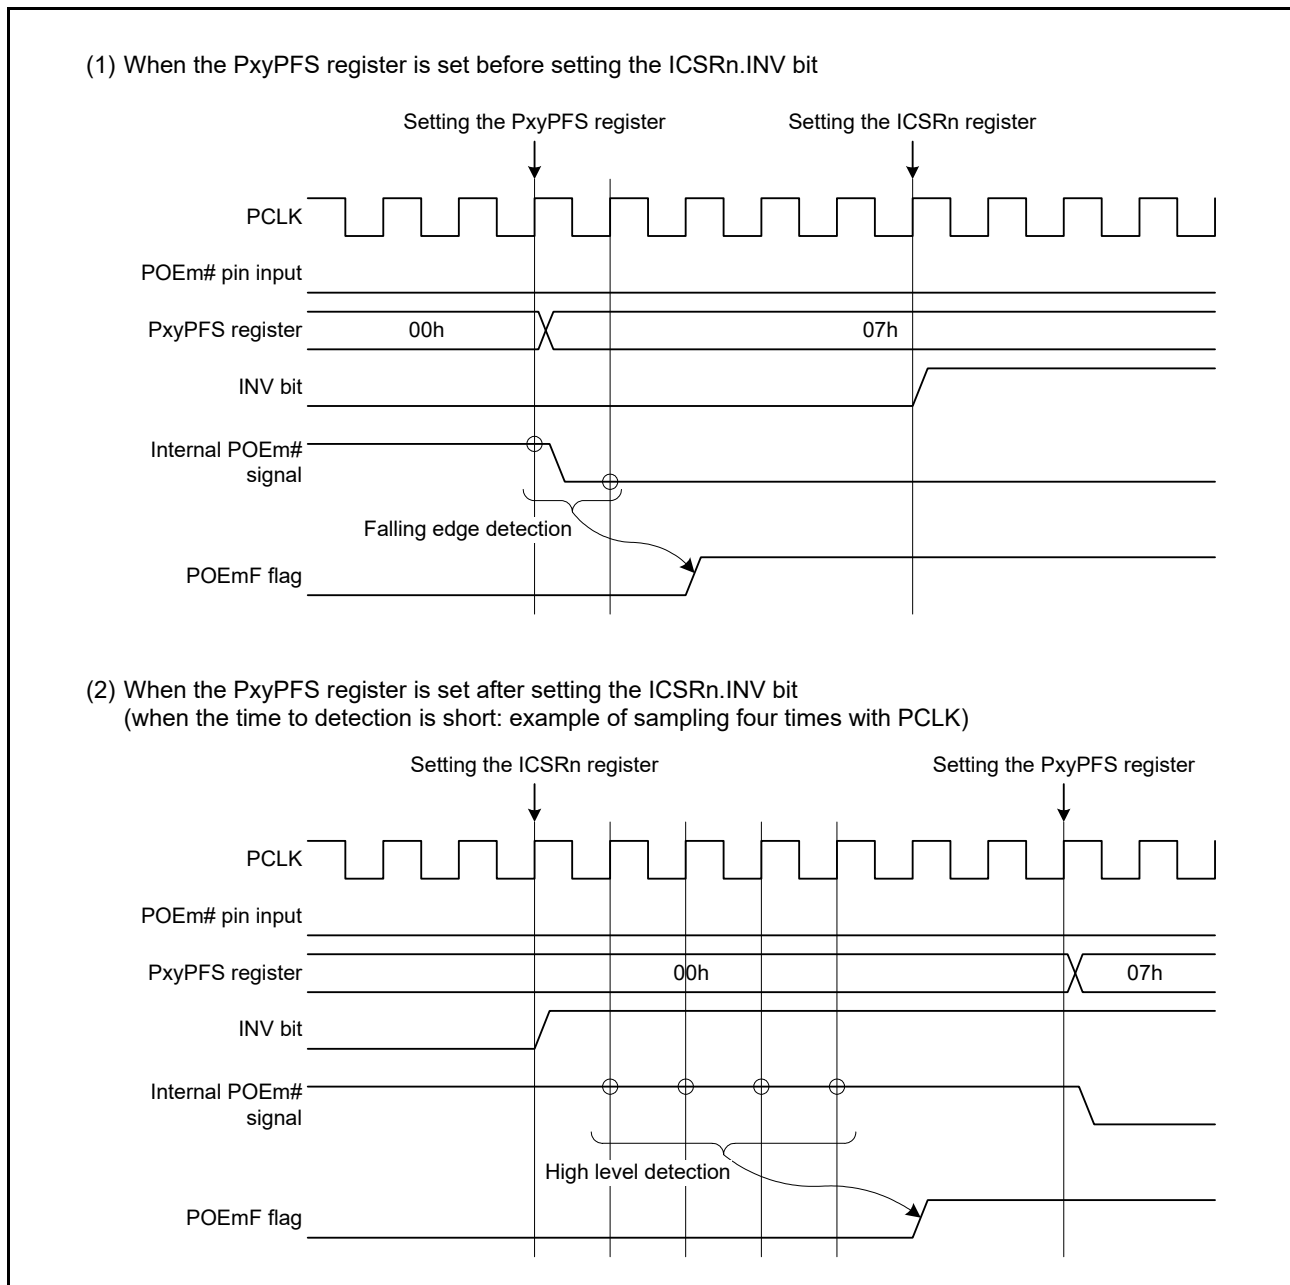 (1) When the PxyPFS register is set before setting the ICSRn.INV bit
Setting the PxyPFS register
Setting the ICSRn register
PCLK
POEm# pin input
PxyPFS register
00h
07h
INV bit
Internal POEm#
signal
Falling edge detection
POEmF flag
(2) When the PxyPFS register is set after setting the ICSRn.INV bit
(when the time to detection is short: example of sampling four times with PCLK)
Setting the ICSRn register
Setting the PxyPFS register
PCLK
POEm# pin input
PxyPFS register
00h
07h
INV bit
Internal POEm#
signal
High level detection
POEmF flag